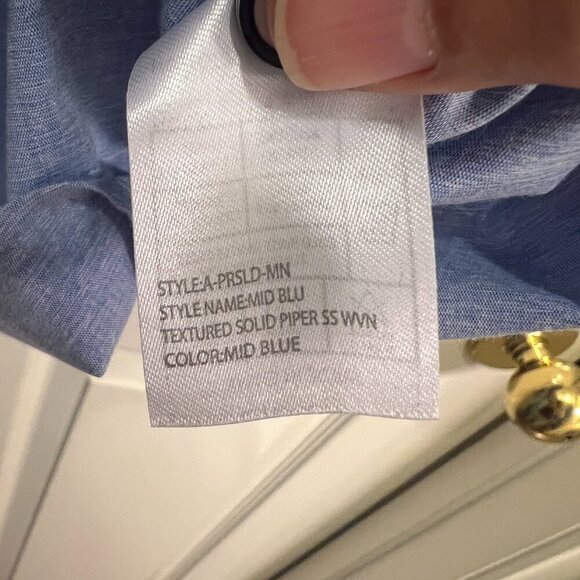 STYLE:A-PRSLD-MN
STYLE NAME:MID BLU
TEXTURED SOLID PIPER SS WVN
COLOR:MID BLUE